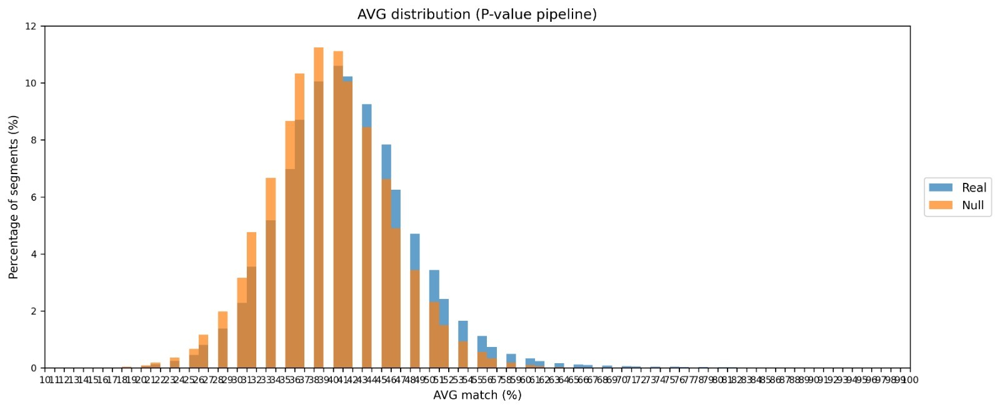 AVG distribution (P-value pipeline)
12
10
8
6
4
2
0
Percentage of segments (%)
10 11 12 13 14 15 16 17 18 19 20 21 22 23 24 25 26 27 28 29 30 31 32 33 34 35 36 37 38 39 40 41 42 43 44 45 46 47 48 49 50 51 52 53 54 55 56 57 58 59 60 61 62 63 64 65 66 67 68 69 70 71 72 73 74 75 76 77 78 79 80 81 82 83 84 85 86 87 88 89 90 91 92 93 94 95 96 97 98 99 100
AVG match (%)
Real
Null